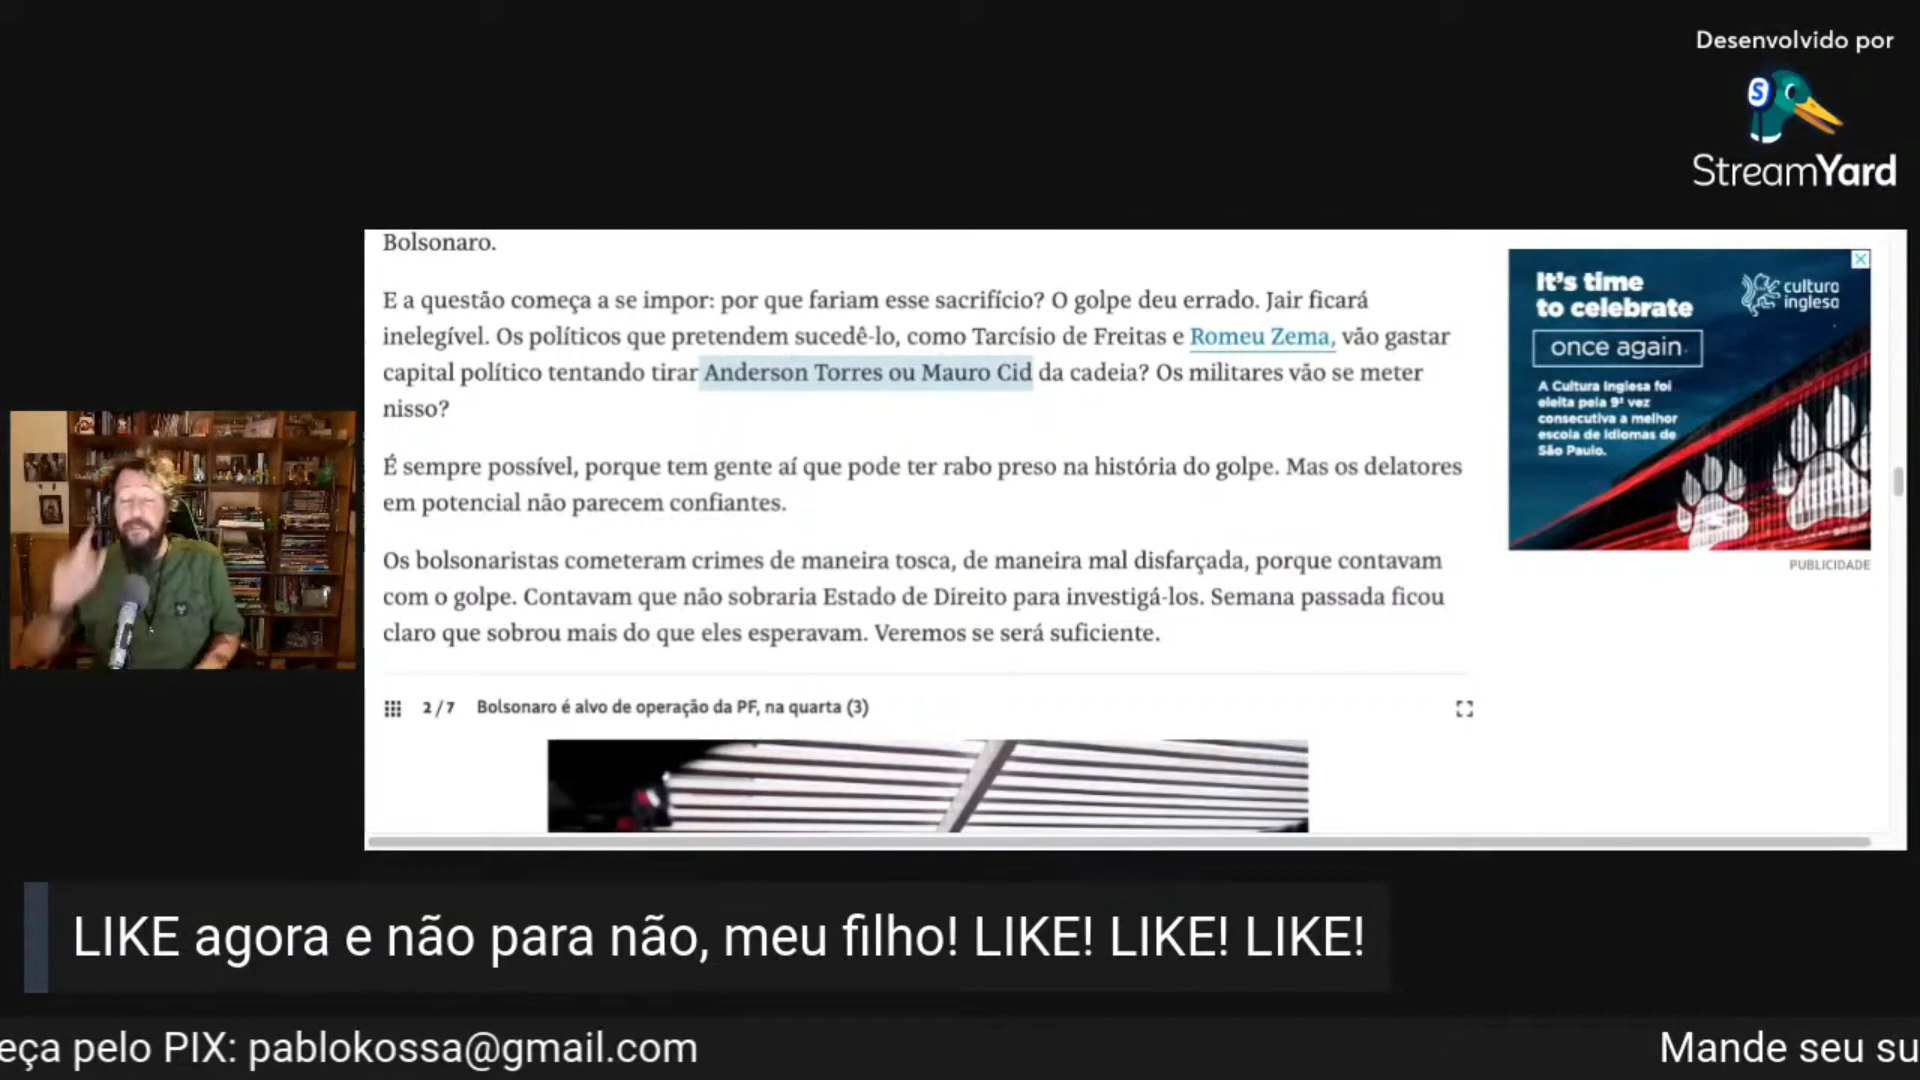 Desenvolvido por
S
StreamYard
Bolsonaro.
E a questão começa a se impor: por que fariam esse sacrifício? O golpe deu errado. Jair ficará
inelegível. Os políticos que pretendem sucedê-lo, como Tarcísio de Freitas e Romeu Zema, vão gastar
capital político tentando tirar Anderson Torres ou Mauro Cid da cadeia? Os militares vão se meter
nisso?
É sempre possível, porque tem gente aí que pode ter rabo preso na história do golpe. Mas os delatores
em potencial não parecem confiantes.
Os bolsonaristas cometeram crimes de maneira tosca, de maneira mal disfarçada, porque contavam
com o golpe. Contavam que não sobraria Estado de Direito para investigá-los. Semana passada ficou
claro que sobrou mais do que eles esperavam. Veremos se será suficiente.
2/7 Bolsonaro é alvo de operação da PF, na quarta (3)
It's time
to celebrate
once again.
cultura
inglesa
A Cultura Inglesa foi
eleita pela 9ª vez
consecutiva a melhor
escola de idiomas de
São Paulo.
PUBLICIDADE
LIKE agora e não para não, meu filho! LIKE! LIKE! LIKE!
eça pelo PIX: pablokossa@gmail.com
Mande seu su